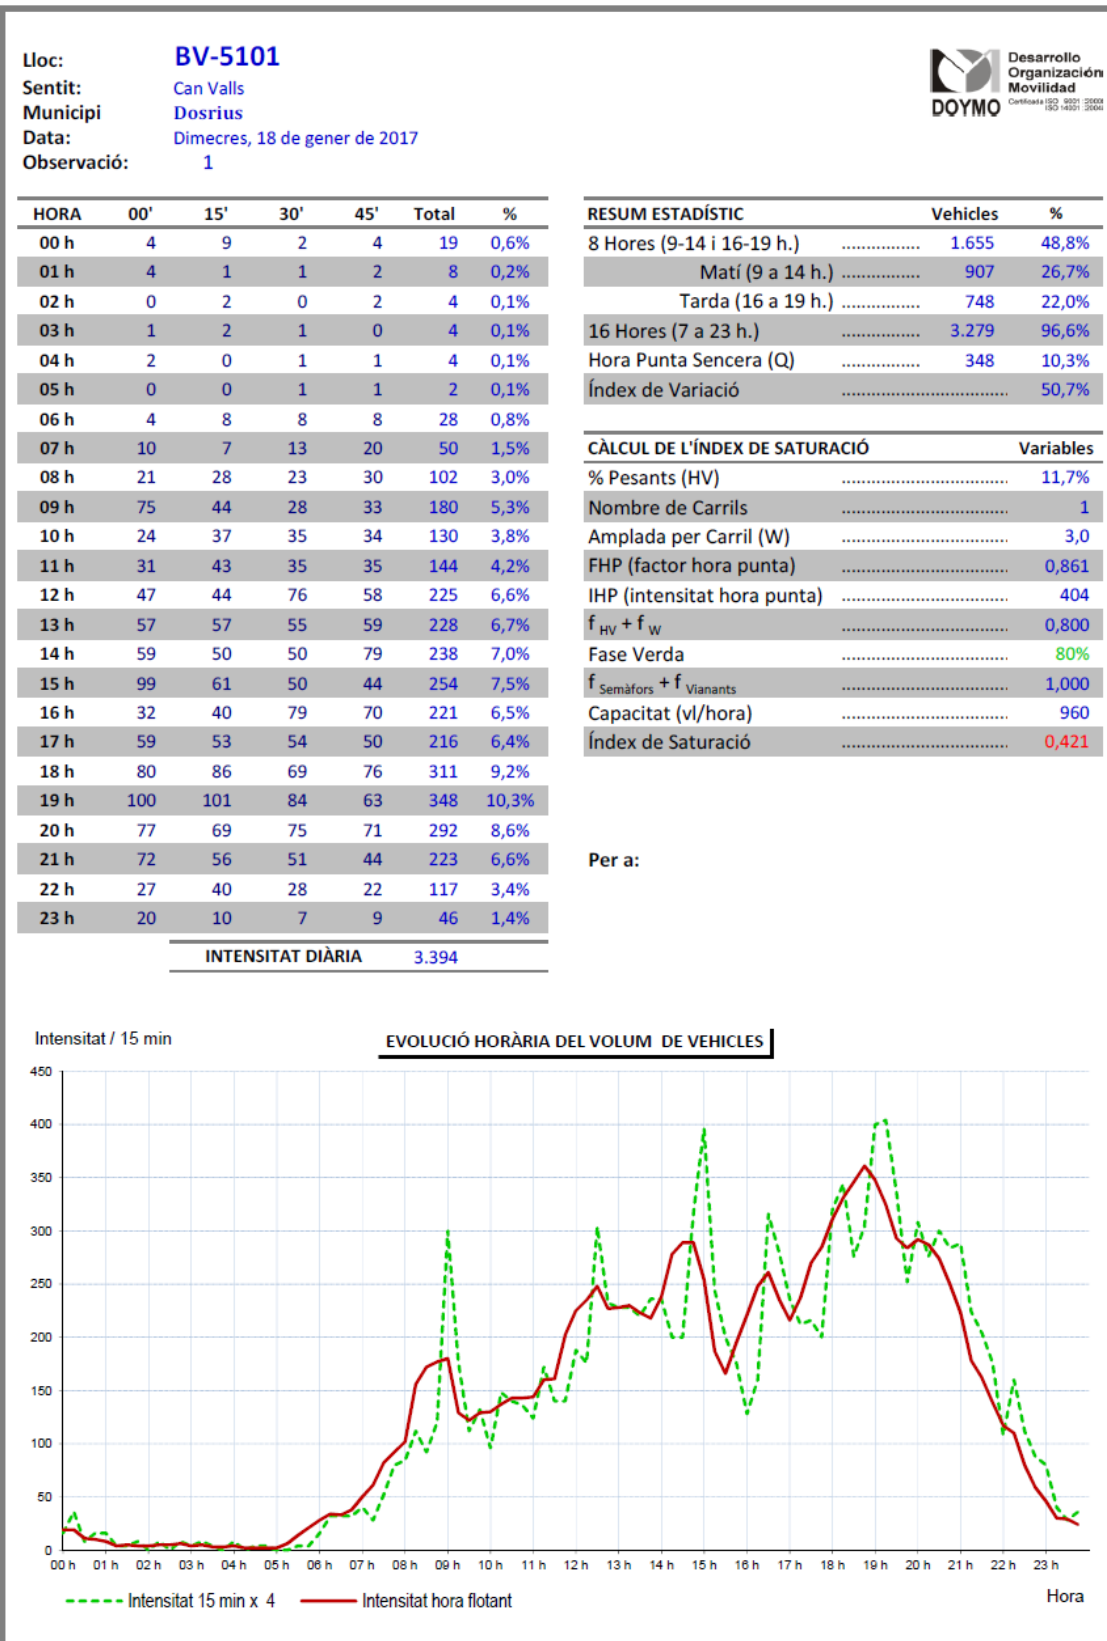 Lloc: BV-5101
Sentit: Can Valls
Municipi Dosrius
Data: Dimecres, 18 de gener de 2017
Observació: 1
DOYMO
Desarrollo
Organización
Movilidad
HORA 00' 15' 30' 45' Total %
00 h 4 9 2 4 19 0,6%
01 h 4 1 1 2 8 0,2%
02 h 0 2 0 2 4 0,1%
03 h 1 2 1 0 4 0,1%
04 h 2 0 1 1 4 0,1%
05 h 0 0 1 1 2 0,1%
06 h 4 8 8 8 28 0,8%
07 h 10 7 13 20 50 1,5%
08 h 21 28 23 30 102 3,0%
09 h 75 44 28 33 180 5,3%
10 h 24 37 35 34 130 3,8%
11 h 31 43 35 35 144 4,2%
12 h 47 44 76 58 225 6,6%
13 h 57 57 55 59 228 6,7%
14 h 59 50 50 79 238 7,0%
15 h 99 61 50 44 254 7,5%
16 h 32 40 79 70 221 6,5%
17 h 59 53 54 50 216 6,4%
18 h 80 86 69 76 311 9,2%
19 h 100 101 84 63 348 10,3%
20 h 77 69 75 71 292 8,6%
21 h 72 56 51 44 223 6,6%
22 h 27 40 28 22 117 3,4%
23 h 20 10 7 9 46 1,4%
INTENSITAT DIÀRIA 3.394
RESUM ESTADÍSTIC Vehicles %
8 Hores (9-14 i 16-19 h.) ................ 1.655 48,8%
Matí (9 a 14 h.) ................ 907 26,7%
Tarda (16 a 19 h.) ................ 748 22,0%
16 Hores (7 a 23 h.) ................ 3.279 96,6%
Hora Punta Sencera (Q) ................ 348 10,3%
Índex de Variació ................................. 50,7%
CÀLCUL DE L'ÍNDEX DE SATURACIÓ Variables
% Pesants (HV) ................................. 11,7%
Nombre de Carrils ................................. 1
Amplada per Carril (W) ................................. 3,0
FHP (factor hora punta) ................................. 0,861
IHP (intensitat hora punta) ................................. 404
f HV + f W ................................. 0,800
Fase Verda ................................. 80%
f Semàfors + f Vianants ................................. 1,000
Capacitat (vl/hora) ................................. 960
Índex de Saturació ................................. 0,421
Per a:
Intensitat / 15 min
EVOLUCIÓ HORÀRIA DEL VOLUM DE VEHICLES
450
400
350
300
250
200
150
100
50
0
00 h 01 h 02 h 03 h 04 h 05 h 06 h 07 h 08 h 09 h 10 h 11 h 12 h 13 h 14 h 15 h 16 h 17 h 18 h 19 h 20 h 21 h 22 h 23 h
Hora
Intensitat 15 min x 4 Intensitat hora flotant